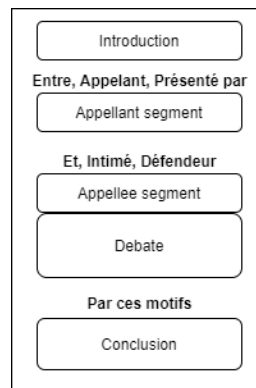 Introduction
Entre, Appelant, Présenté par
Appellant segment
Et, Intimé, Défendeur
Appellee segment
Debate
Par ces motifs
Conclusion